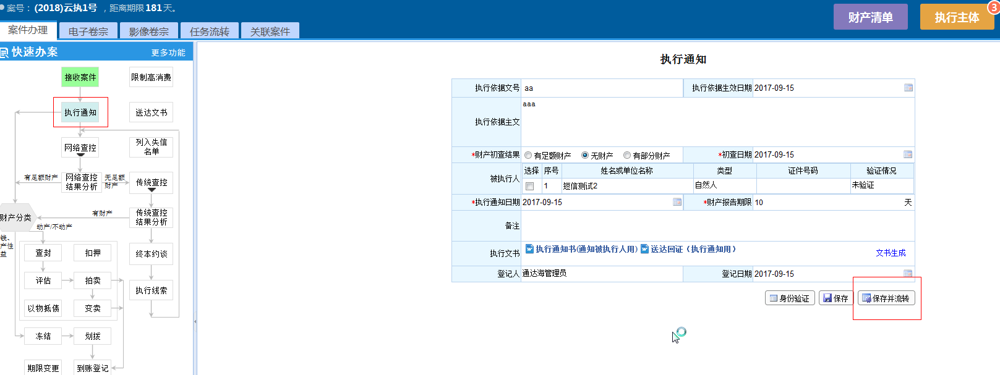 案号：(2018)云执1号 ，距离期限181天。
财产清单
执行主体
3
案件办理
电子卷宗
影像卷宗
任务流转
关联案件
快速办案
更多功能
接收案件
限制高消费
执行通知
送达文书
网络查控
列入失信
名单
有足额财产
网络查控
结果分析
无足额
财产
传统查控
财产分类
有财产
传统查控
结果分析
动产/不动产
钱、
产性
益
查封
扣押
终本约谈
评估
拍卖
执行线索
以物抵债
变卖
冻结
划拨
期限变更
到账登记
执行通知
执行依据文号 aa
执行依据生效日期 2017-09-15
执行依据主文 aaa
*财产初查结果 有足额财产 无财产 有部分财产
*初查日期 2017-09-15
被执行人
选择 序号 姓名或单位名称 类型 证件号码 验证情况
1 短信测试2 自然人 未验证
*执行通知日期 2017-09-15
*财产报告期限 10 天
备注
执行文书 执行通知书(通知被执行人用) 送达回证（执行通知用） 文书生成
登记人 通达海管理员
登记日期 2017-09-15
身份验证
保存
保存并流转